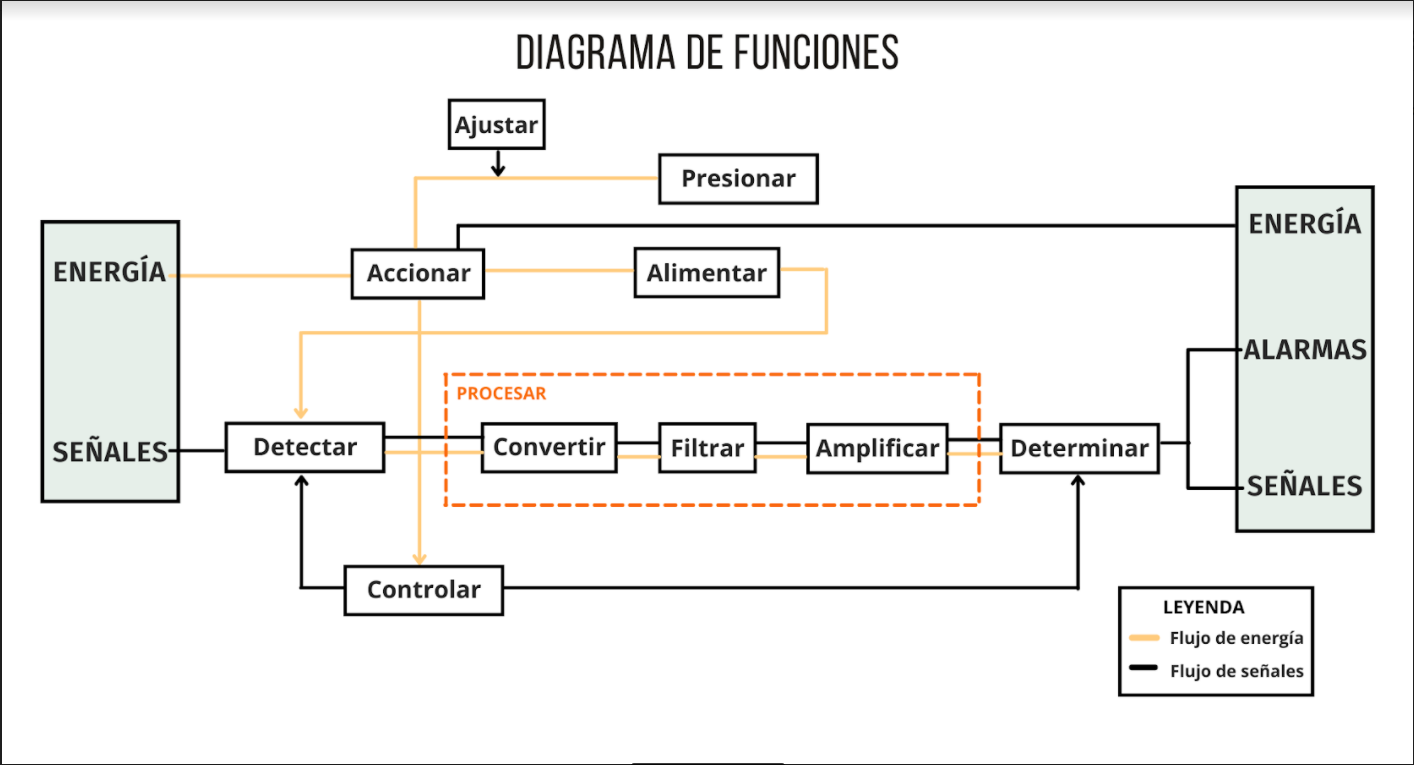 DIAGRAMA DE FUNCIONES
Ajustar
Presionar
ENERGÍA
Accionar
Alimentar
ENERGÍA
ALARMAS
PROCESAR
SEÑALES
Detectar
Convertir
Filtrar
Amplificar
Determinar
SEÑALES
Controlar
LEYENDA
Flujo de energía
Flujo de señales